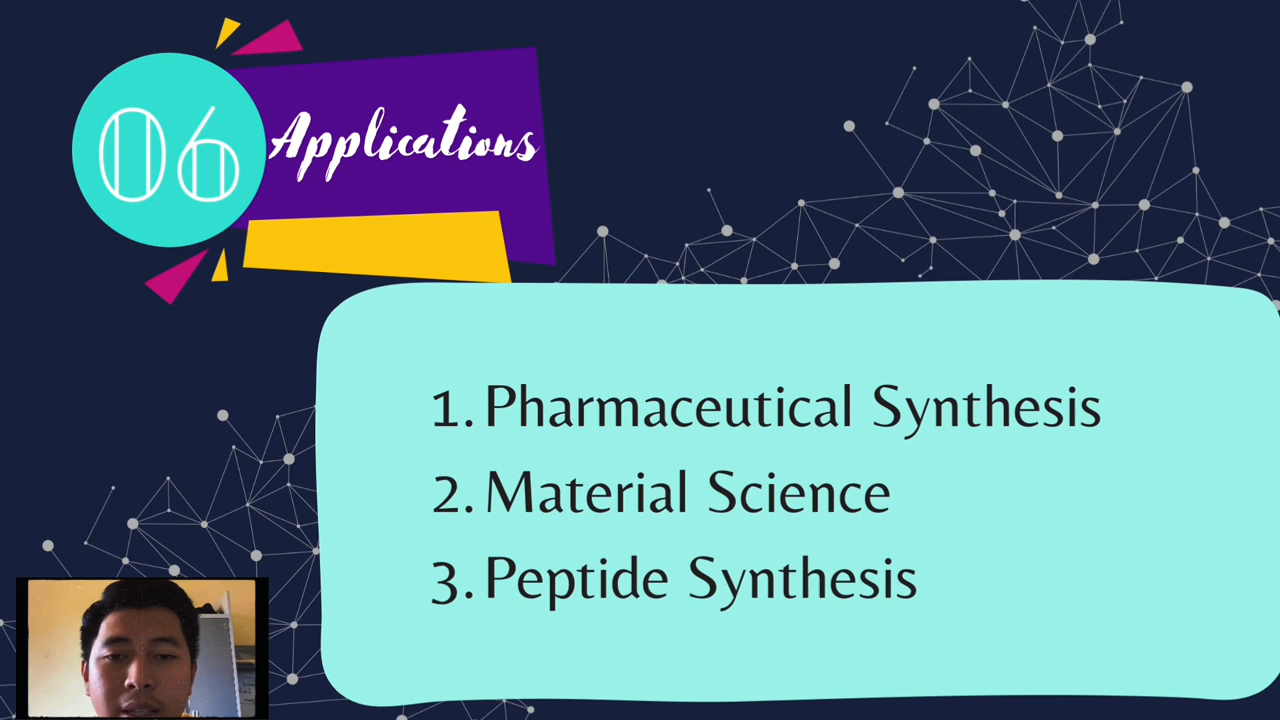 06
Applications
1. Pharmaceutical Synthesis
2. Material Science
3. Peptide Synthesis